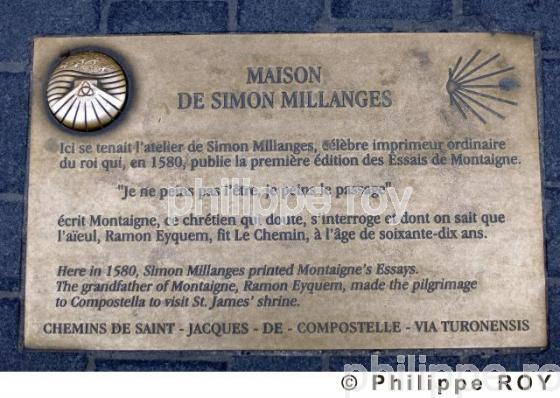 MAISON
DE SIMON MILLANGES
Ici se tenait l'atelier de Simon Millanges, célèbre imprimeur ordinaire
du roi qui, en 1580, publie la première édition des Essais de Montaigne.
"Je ne peins pas l'être, je peins le passage"
écrit Montaigne, ce chrétien qui doute, s'interroge et dont on sait que
l'aïeul, Ramon Eyquem, fit Le Chemin, à l'âge de soixante-dix ans.
Here in 1580, Simon Millanges printed Montaigne's Essays.
The grandfather of Montaigne, Ramon Eyquem, made the pilgrimage
to Compostella to visit St. James' shrine.
CHEMINS DE SAINT - JACQUES - DE - COMPOSTELLE - VIA TURONENSIS
philippe roy
philippe roy
© Philippe ROY